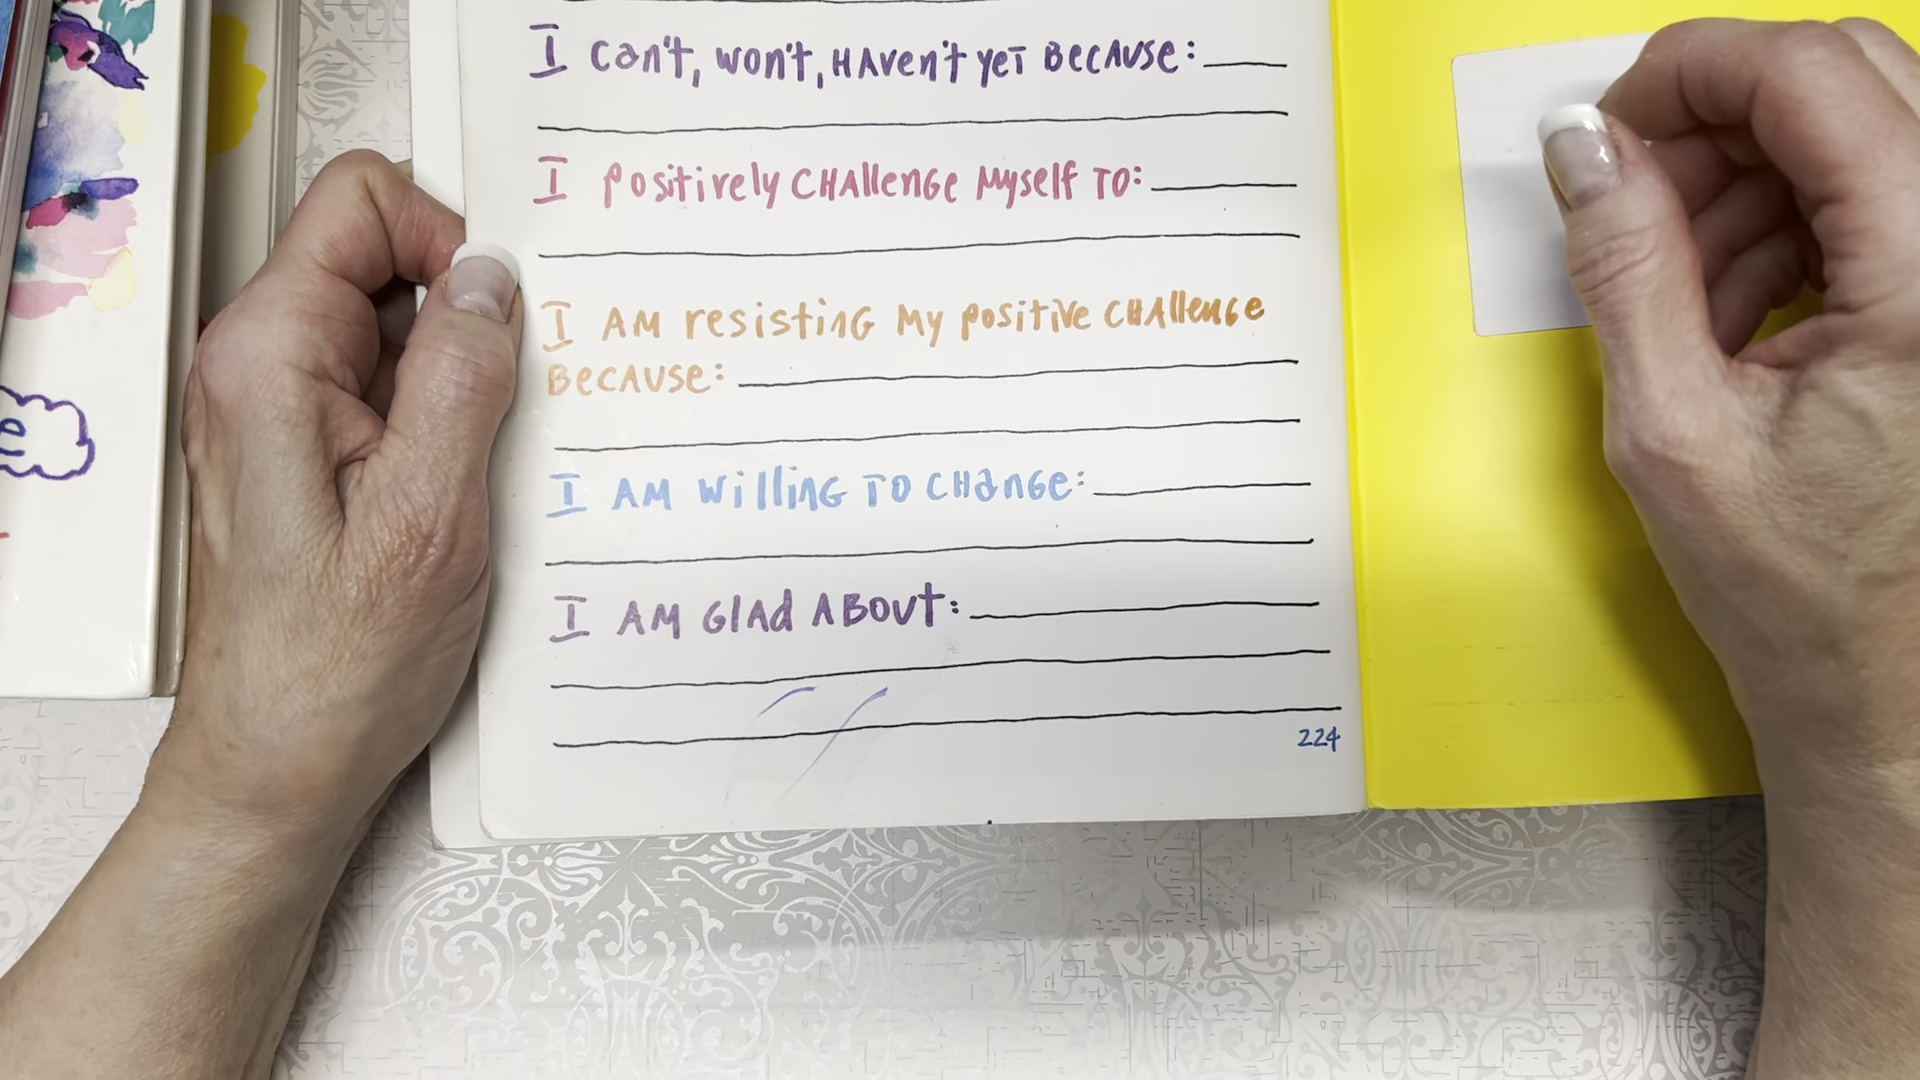 I can't, won't, HAven't yeT BecAuse:
I positively CHAllenGe Myself TO:
I AM resistinG My positive CHAllenGe
BecAuse:
I AM WillinG TO CHanGe:
I AM Glad ABOut:
224